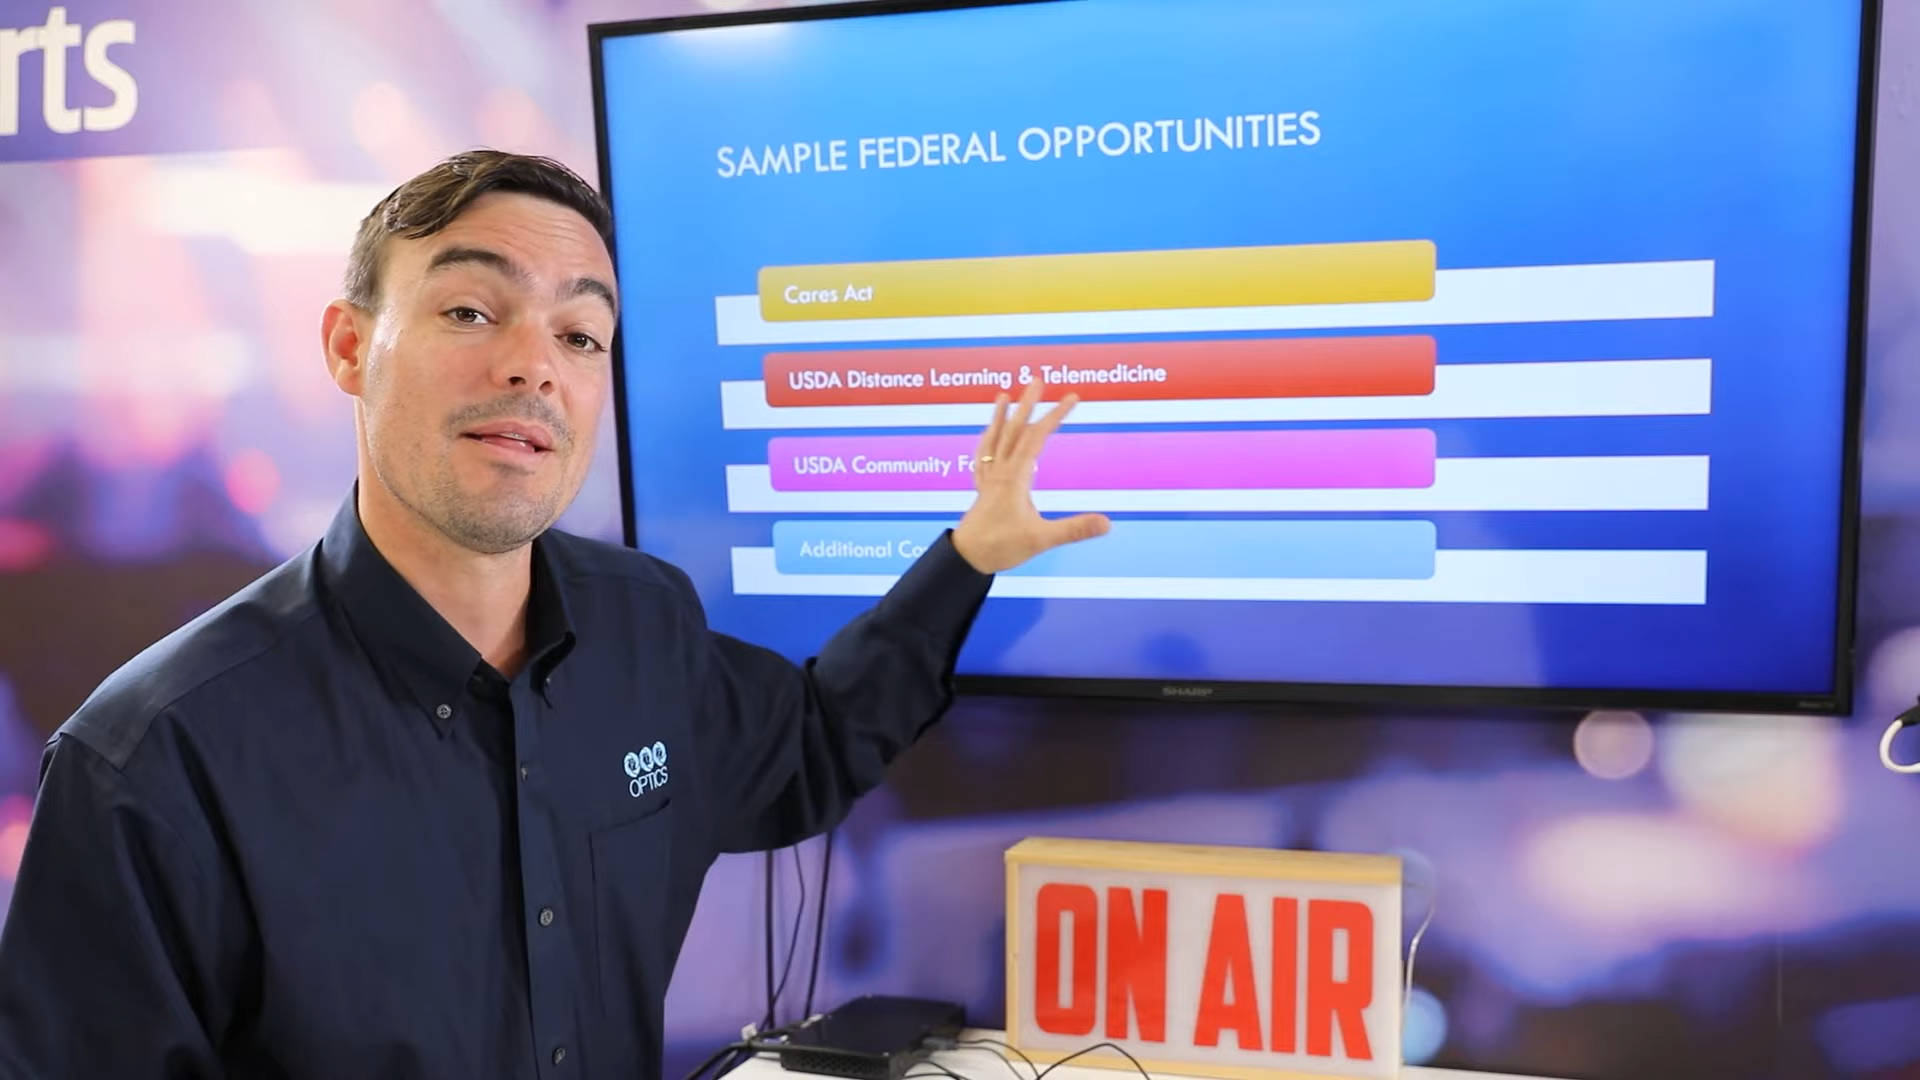 rts
SAMPLE FEDERAL OPPORTUNITIES
Cares Act
USDA Distance Learning & Telemedicine
USDA Community
Additional
OPTICS
SHARP
ON AIR